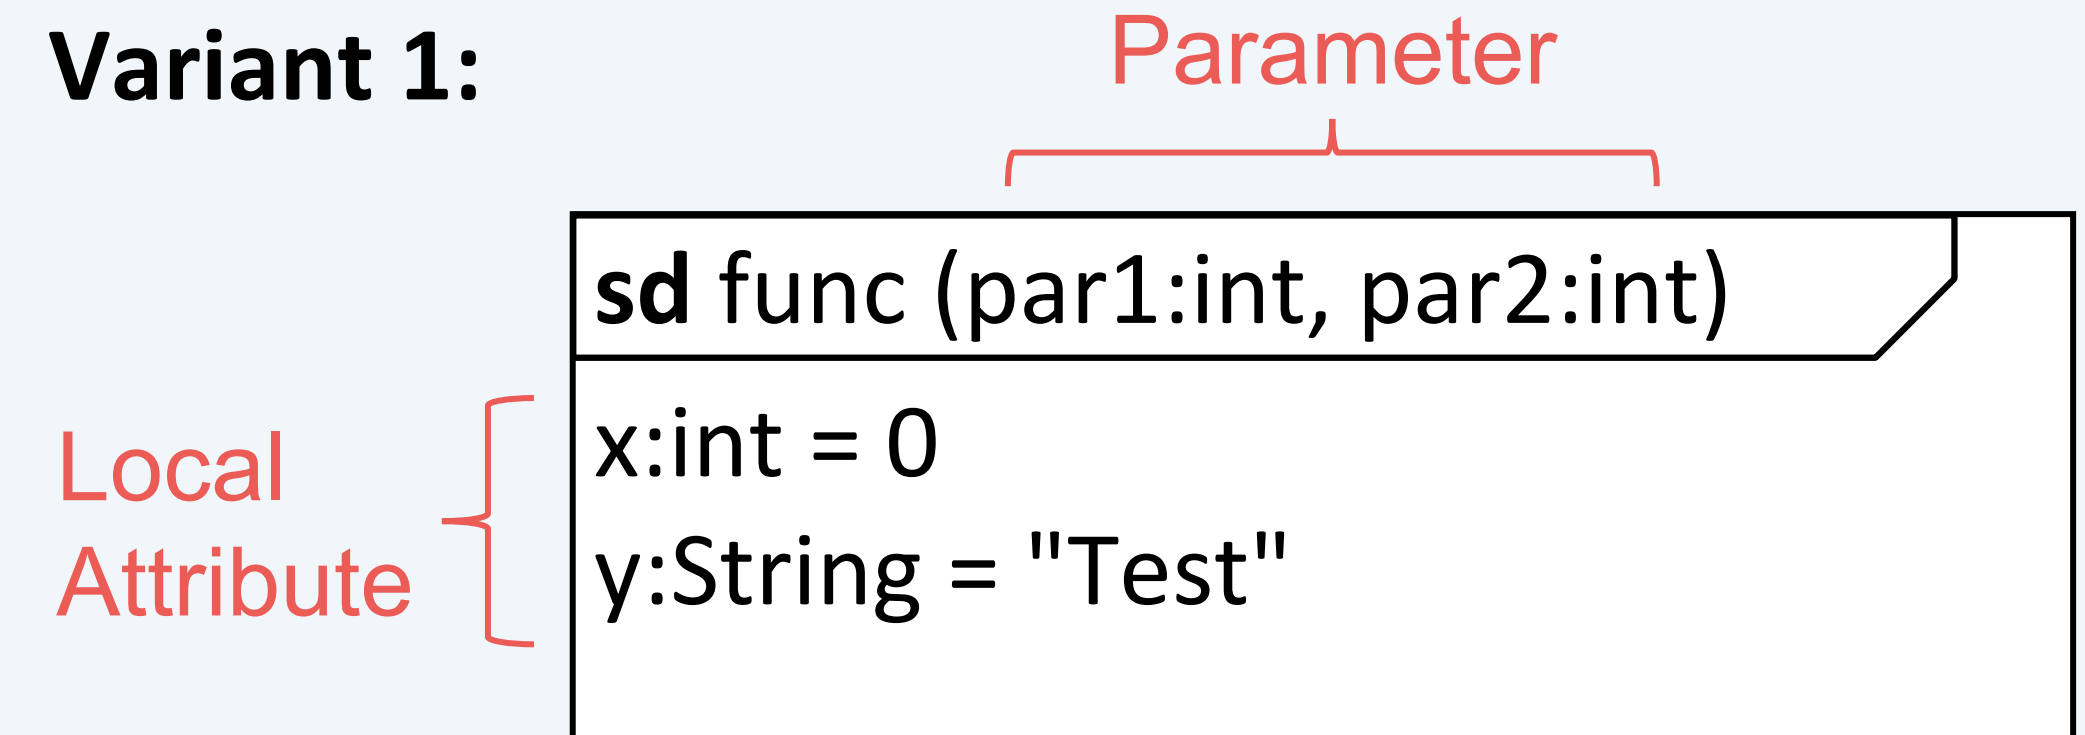 Variant 1:
Parameter
sd func (par1:int, par2:int)
Local
Attribute
x:int = 0
y:String = "Test"